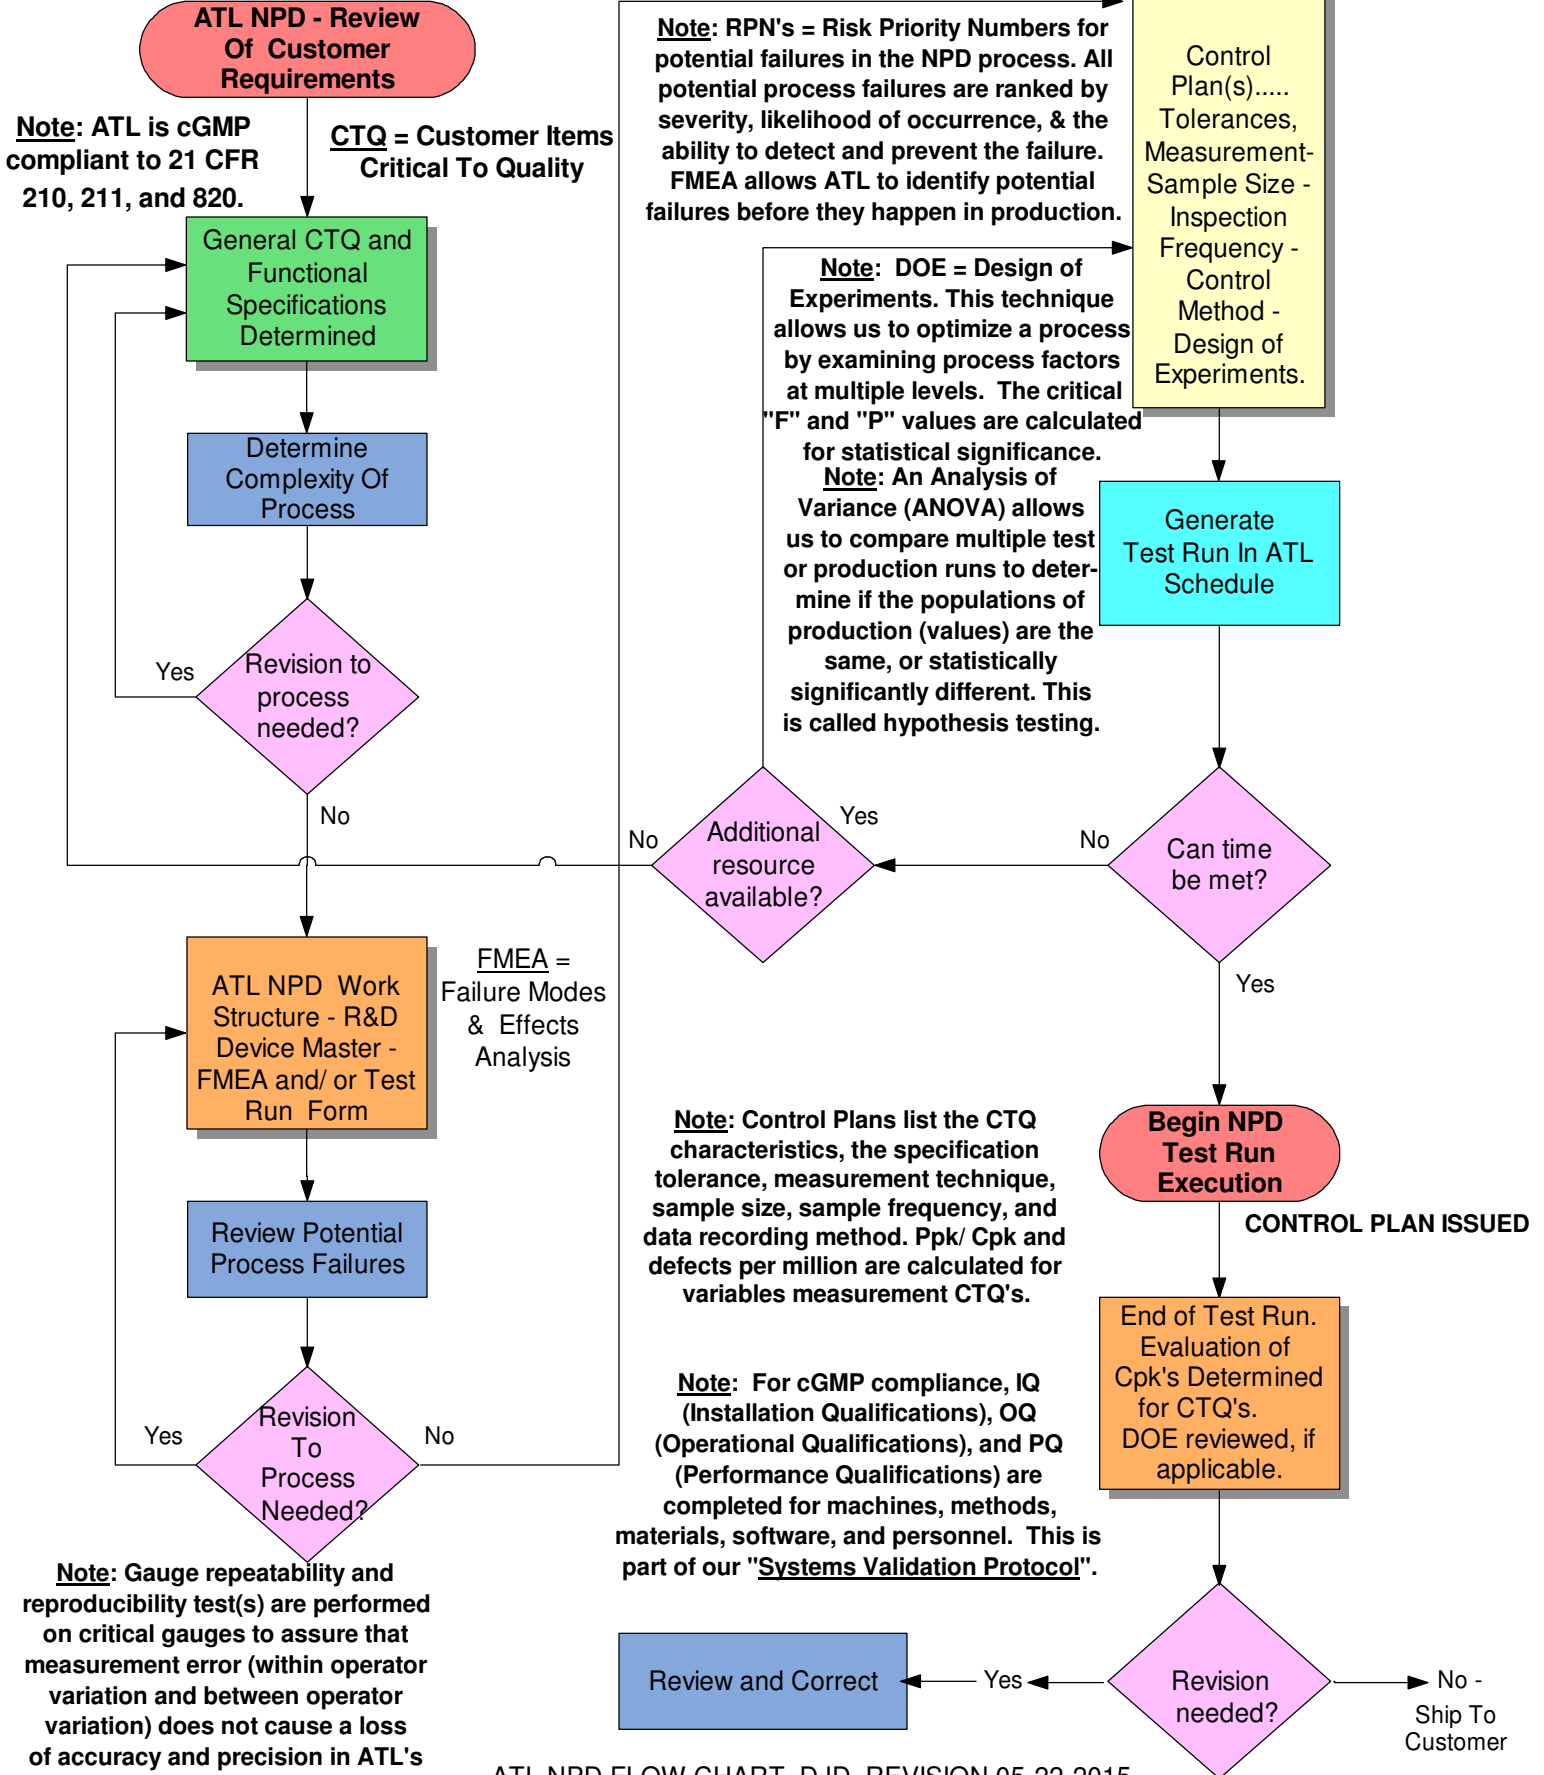 ATL NPD - Review
Of Customer
Requirements
Note: ATL is cGMP
compliant to 21 CFR
210, 211, and 820.
CTQ = Customer Items
Critical To Quality
General CTQ and
Functional
Specifications
Determined
Determine
Complexity Of
Process
Revision to
process
needed?
Yes
No
ATL NPD Work
Structure - R&D
Device Master -
FMEA and/ or Test
Run Form
FMEA =
Failure Modes
& Effects
Analysis
Review Potential
Process Failures
Revision
To
Process
Needed?
Yes
No
Note: Gauge repeatability and
reproducibility test(s) are performed
on critical gauges to assure that
measurement error (within operator
variation and between operator
variation) does not cause a loss
of accuracy and precision in ATL's
Note: RPN's = Risk Priority Numbers for
potential failures in the NPD process. All
potential process failures are ranked by
severity, likelihood of occurrence, & the
ability to detect and prevent the failure.
FMEA allows ATL to identify potential
failures before they happen in production.
Note: DOE = Design of
Experiments. This technique
allows us to optimize a process
by examining process factors
at multiple levels. The critical
"F" and "P" values are calculated
for statistical significance.
Note: An Analysis of
Variance (ANOVA) allows
us to compare multiple test
or production runs to deter-
mine if the populations of
production (values) are the
same, or statistically
significantly different. This
is called hypothesis testing.
Control
Plan(s).....
Tolerances,
Measurement-
Sample Size -
Inspection
Frequency -
Control
Method -
Design of
Experiments.
Generate
Test Run In ATL
Schedule
Can time
be met?
No
Yes
Additional
resource
available?
Yes
No
Begin NPD
Test Run
Execution
CONTROL PLAN ISSUED
Note: Control Plans list the CTQ
characteristics, the specification
tolerance, measurement technique,
sample size, sample frequency, and
data recording method. Ppk/ Cpk and
defects per million are calculated for
variables measurement CTQ's.
End of Test Run.
Evaluation of
Cpk's Determined
for CTQ's.
DOE reviewed, if
applicable.
Note: For cGMP compliance, IQ
(Installation Qualifications), OQ
(Operational Qualifications), and PQ
(Performance Qualifications) are
completed for machines, methods,
materials, software, and personnel. This is
part of our "Systems Validation Protocol".
Revision
needed?
Yes
Review and Correct
No -
Ship To
Customer
ATL NPD FLOW CHART D.ID. REVISION 05-22-2015